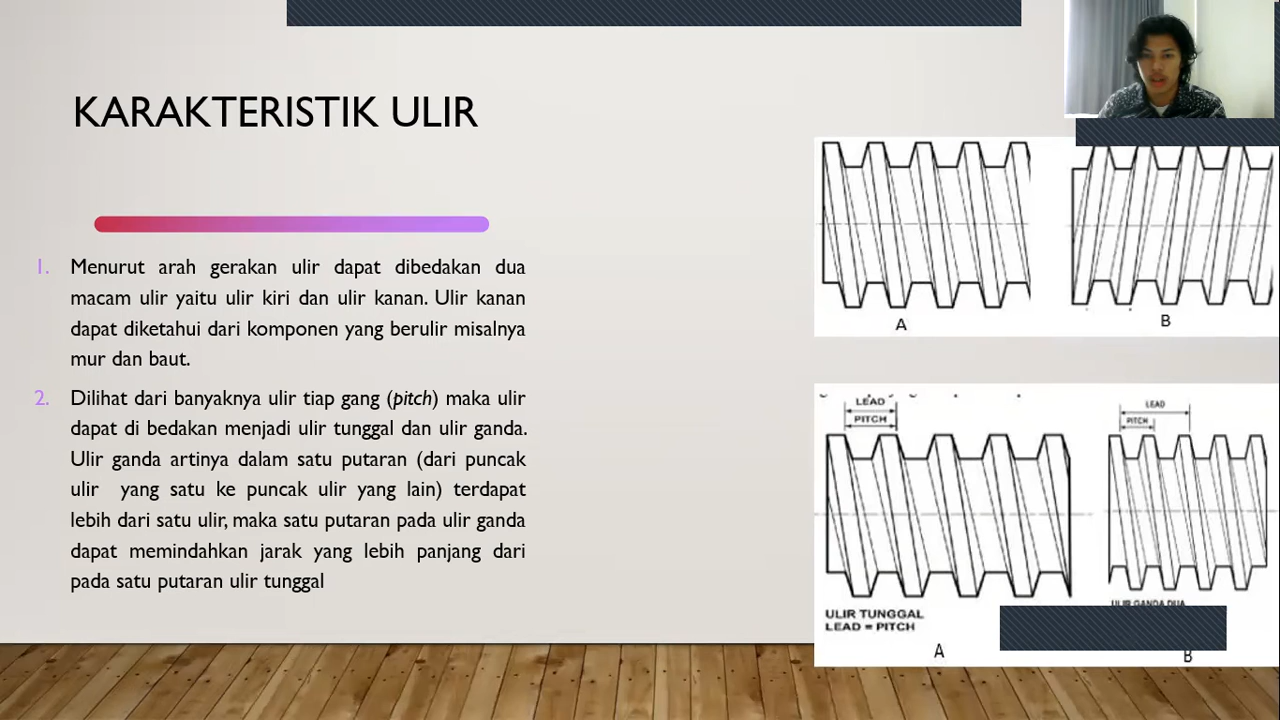 KARAKTERISTIK ULIR
1. Menurut arah gerakan ulir dapat dibedakan dua
macam ulir yaitu ulir kiri dan ulir kanan. Ulir kanan
dapat diketahui dari komponen yang berulir misalnya
mur dan baut.
2. Dilihat dari banyaknya ulir tiap gang (pitch) maka ulir
dapat di bedakan menjadi ulir tunggal dan ulir ganda.
Ulir ganda artinya dalam satu putaran (dari puncak
ulir yang satu ke puncak ulir yang lain) terdapat
lebih dari satu ulir, maka satu putaran pada ulir ganda
dapat memindahkan jarak yang lebih panjang dari
pada satu putaran ulir tunggal
A
B
LEAD
PITCH
LEAD
PITCH
ULIR TUNGGAL
LEAD = PITCH
A
ULIR GANDA DUA
B